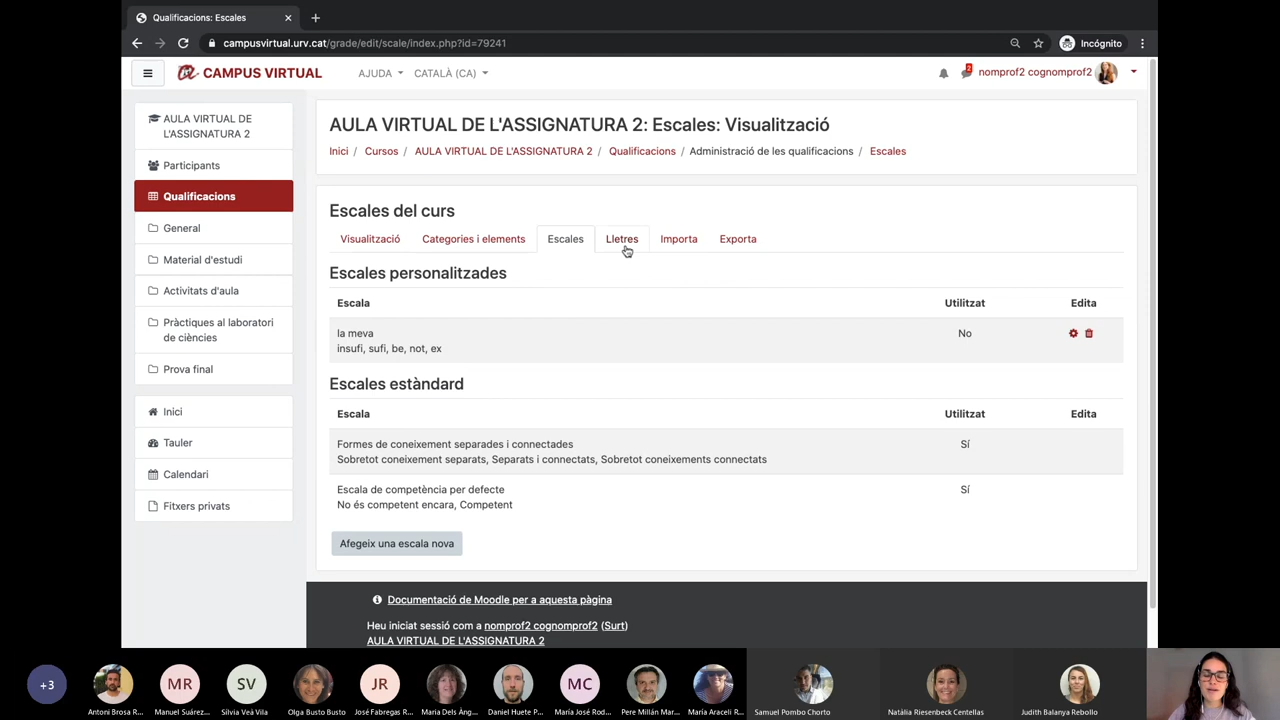 Qualificacions: Escales
campusvirtual.urv.cat/grade/edit/scale/index.php?id=79241
Incógnito
CAMPUS VIRTUAL
AJUDA
CATALÀ (CA)
2
nomprof2 cognomprof2
AULA VIRTUAL DE
L'ASSIGNATURA 2
Participants
Qualificacions
General
Material d'estudi
Activitats d'aula
Pràctiques al laboratori
de ciències
Prova final
Inici
Tauler
Calendari
Fitxers privats
AULA VIRTUAL DE L'ASSIGNATURA 2: Escales: Visualització
Inici / Cursos / AULA VIRTUAL DE L'ASSIGNATURA 2 / Qualificacions / Administració de les qualificacions / Escales
Escales del curs
Visualització Categories i elements Escales Lletres Importa Exporta
Escales personalitzades
Escala Utilitzat Edita
la meva No
insufi, sufi, be, not, ex
Escales estàndard
Escala Utilitzat Edita
Formes de coneixement separades i connectades Sí
Sobretot coneixement separats, Separats i connectats, Sobretot coneixements connectats
Escala de competència per defecte Sí
No és competent encara, Competent
Afegeix una escala nova
Documentació de Moodle per a aquesta pàgina
Heu iniciat sessió com a nomprof2 cognomprof2 (Surt)
AULA VIRTUAL DE L'ASSIGNATURA 2
+3
MR
SV
JR
MC
Antoni Brosa R...
Manuel Suárez...
Sílvia Veà Vila
Olga Busto Busto
José Fabregas R...
Maria Dels Àng...
Daniel Huete P...
María José Rod...
Pere Millán Mar...
María Araceli R...
Samuel Pombo Chorto
Natàlia Riesenbeck Centellas
Judith Balanya Rebollo